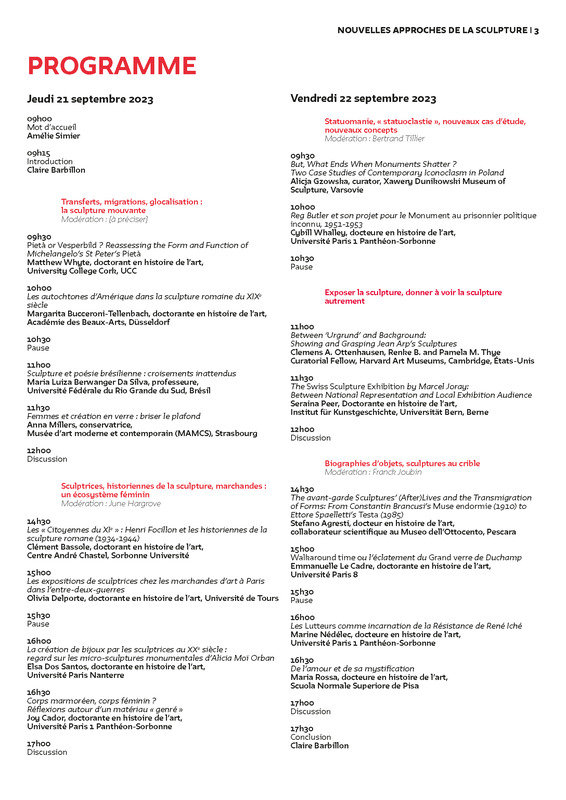 NOUVELLES APPROCHES DE LA SCULPTURE | 3
PROGRAMME
Jeudi 21 septembre 2023
09h00
Mot d'accueil
Amélie Simier
09h15
Introduction
Claire Barbillon
Transferts, migrations, glocalisation :
la sculpture mouvante
Modération : [à préciser]
09h30
Pietà or Vesperbild ? Reassessing the Form and Function of
Michelangelo's St Peter's Pietà
Matthew Whyte, doctorant en histoire de l'art,
University College Cork, UCC
10h00
Les autochtones d'Amérique dans la sculpture romaine du XIXe
siècle
Margarita Bucceroni-Tellenbach, doctorante en histoire de l'art,
Académie des Beaux-Arts, Düsseldorf
10h30
Pause
11h00
Sculpture et poésie brésilienne : croisements inattendus
Maria Luiza Berwanger Da Silva, professeure,
Université Fédérale du Rio Grande du Sud, Brésil
11h30
Femmes et création en verre : briser le plafond
Anna Millers, conservatrice,
Musée d'art moderne et contemporain (MAMCS), Strasbourg
12h00
Discussion
Sculptrices, historiennes de la sculpture, marchandes :
un écosystème féminin
Modération : June Hargrove
14h30
Les « Citoyennes du XIe » : Henri Focillon et les historiennes de la
sculpture romane (1934-1944)
Clément Bassole, doctorant en histoire de l'art,
Centre André Chastel, Sorbonne Université
15h00
Les expositions de sculptrices chez les marchandes d'art à Paris
dans l'entre-deux-guerres
Olivia Delporte, doctorante en histoire de l'art, Université de Tours
15h30
Pause
16h00
La création de bijoux par les sculptrices au XXe siècle :
regard sur les micro-sculptures monumentales d'Alicia Moï Orban
Elsa Dos Santos, doctorante en histoire de l'art,
Université Paris Nanterre
16h30
Corps marmoréen, corps féminin ?
Réflexions autour d'un matériau « genré »
Joy Cador, doctorante en histoire de l'art,
Université Paris 1 Panthéon-Sorbonne
17h00
Discussion
Vendredi 22 septembre 2023
Statuomanie, « statuoclastie », nouveaux cas d'étude,
nouveaux concepts
Modération : Bertrand Tillier
09h30
But, What Ends When Monuments Shatter ?
Two Case Studies of Contemporary Iconoclasm in Poland
Alicja Gzowska, curator, Xawery Dunikowski Museum of
Sculpture, Varsovie
10h00
Reg Butler et son projet pour le Monument au prisonnier politique
inconnu, 1951-1953
Cybill Whalley, docteure en histoire de l'art,
Université Paris 1 Panthéon-Sorbonne
10h30
Pause
Exposer la sculpture, donner à voir la sculpture
autrement
11h00
Between 'Urgrund' and Background:
Showing and Grasping Jean Arp's Sculptures
Clemens A. Ottenhausen, Renke B. and Pamela M. Thye
Curatorial Fellow, Harvard Art Museums, Cambridge, États-Unis
11h30
The Swiss Sculpture Exhibition by Marcel Joray:
Between National Representation and Local Exhibition Audience
Seraina Peer, Doctorante en histoire de l'art,
Institut für Kunstgeschichte, Universität Bern, Berne
12h00
Discussion
Biographies d'objets, sculptures au crible
Modération : Franck Joubin
14h30
The avant-garde Sculptures' (After)Lives and the Transmigration
of Forms: From Constantin Brancusi's Muse endormie (1910) to
Ettore Spaelletti's Testa (1985)
Stefano Agresti, docteur en histoire de l'art,
collaborateur scientifique au Museo dell'Ottocento, Pescara
15h00
Walkaround time ou l'éclatement du Grand verre de Duchamp
Emmanuelle Le Cadre, docteure en histoire de l'art,
Université Paris 8
15h30
Pause
16h00
Les Lutteurs comme incarnation de la Résistance de René Iché
Marine Nédélec, docteure en histoire de l'art,
Université Paris 1 Panthéon-Sorbonne
16h30
De l'amour et de sa mystification
Maria Rossa, docteure en histoire de l'art,
Scuola Normale Superiore de Pisa
17h00
Discussion
17h30
Conclusion
Claire Barbillon